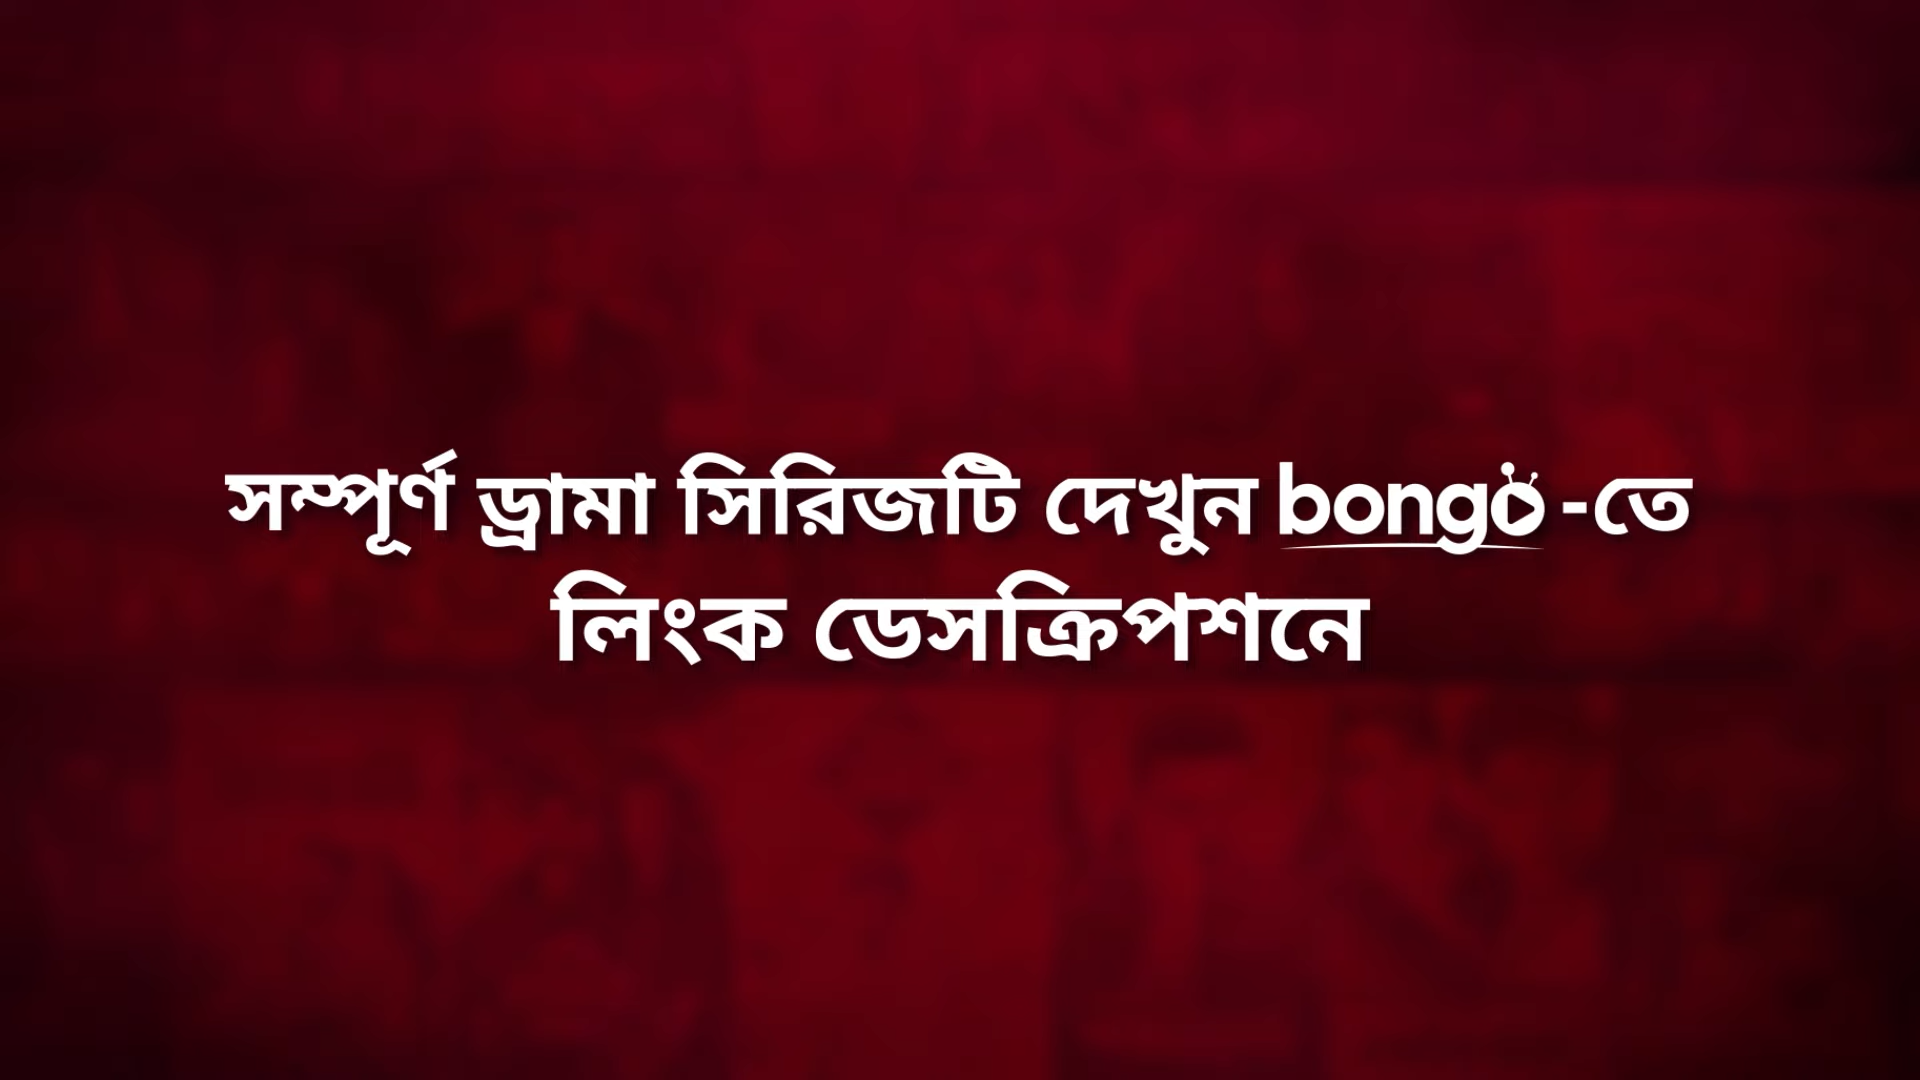 সম্পূর্ণ ড্রামা সিরিজটি দেখুন bongo -তে
লিংক ডেসক্রিপশনে